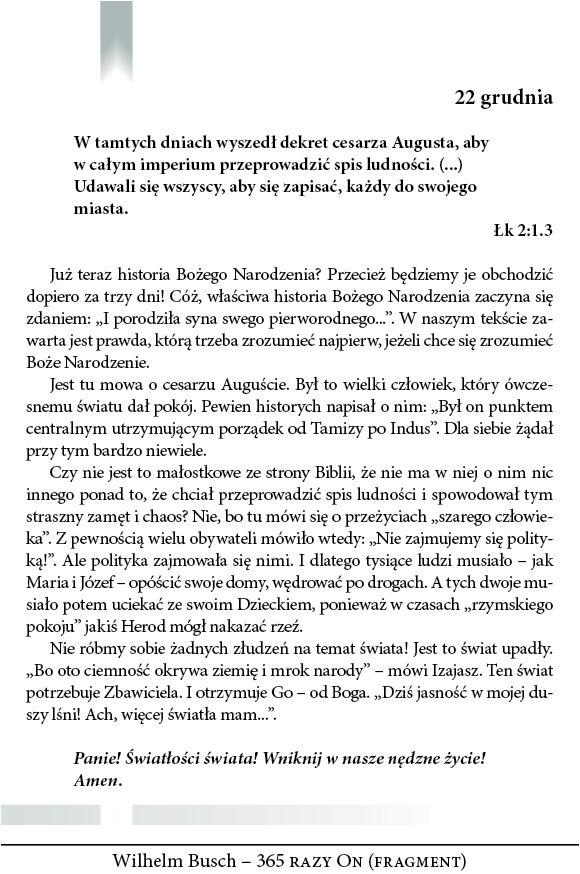 22 grudnia
W tamtych dniach wyszedł dekret cesarza Augusta, aby
w całym imperium przeprowadzić spis ludności. (...)
Udawali się wszyscy, aby się zapisać, każdy do swojego
miasta.
Łk 2:1.3
Już teraz historia Bożego Narodzenia? Przecież będziemy je obchodzić
dopiero za trzy dni! Cóż, właściwa historia Bożego Narodzenia zaczyna się
zdaniem: „I porodziła syna swego pierworodnego...”. W naszym tekście za-
warta jest prawda, którą trzeba zrozumieć najpierw, jeżeli chce się zrozumieć
Boże Narodzenie.
Jest tu mowa o cesarzu Auguście. Był to wielki człowiek, który ówcze-
snemu światu dał pokój. Pewien historych napisał o nim: „Był on punktem
centralnym utrzymującym porządek od Tamizy po Indus”. Dla siebie żądał
przy tym bardzo niewiele.
Czy nie jest to małostkowe ze strony Biblii, że nie ma w niej o nim nic
innego ponad to, że chciał przeprowadzić spis ludności i spowodował tym
straszny zamęt i chaos? Nie, bo tu mówi się o przeżyciach „szarego człowie-
ka”. Z pewnością wielu obywateli mówiło wtedy: „Nie zajmujemy się polity-
ką!”. Ale polityka zajmowała się nimi. I dlatego tysiące ludzi musiało – jak
Maria i Józef – opóścić swoje domy, wędrować po drogach. A tych dwoje mu-
siało potem uciekać ze swoim Dzieckiem, ponieważ w czasach „rzymskiego
pokoju” jakiś Herod mógł nakazać rzeź.
Nie róbmy sobie żadnych złudzeń na temat świata! Jest to świat upadły.
„Bo oto ciemność okrywa ziemię i mrok narody” – mówi Izajasz. Ten świat
potrzebuje Zbawiciela. I otrzymuje Go – od Boga. „Dziś jasność w mojej du-
szy lśni! Ach, więcej światła mam...”.
Panie! Światłości świata! Wniknij w nasze nędzne życie!
Amen.
Wilhelm Busch – 365 RAZY ON (FRAGMENT)